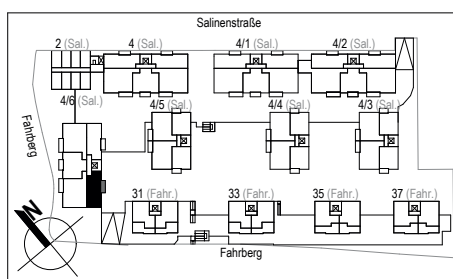 Salinenstraße
2 (Sal.) 4 (Sal.) 4/1 (Sal.) 4/2 (Sal.)
4/6 (Sal.) 4/5 (Sal.) 4/4 (Sal.) 4/3 (Sal.)
Fahrberg
31 (Fahr.) 33 (Fahr.) 35 (Fahr.) 37 (Fahr.)
N
Fahrberg